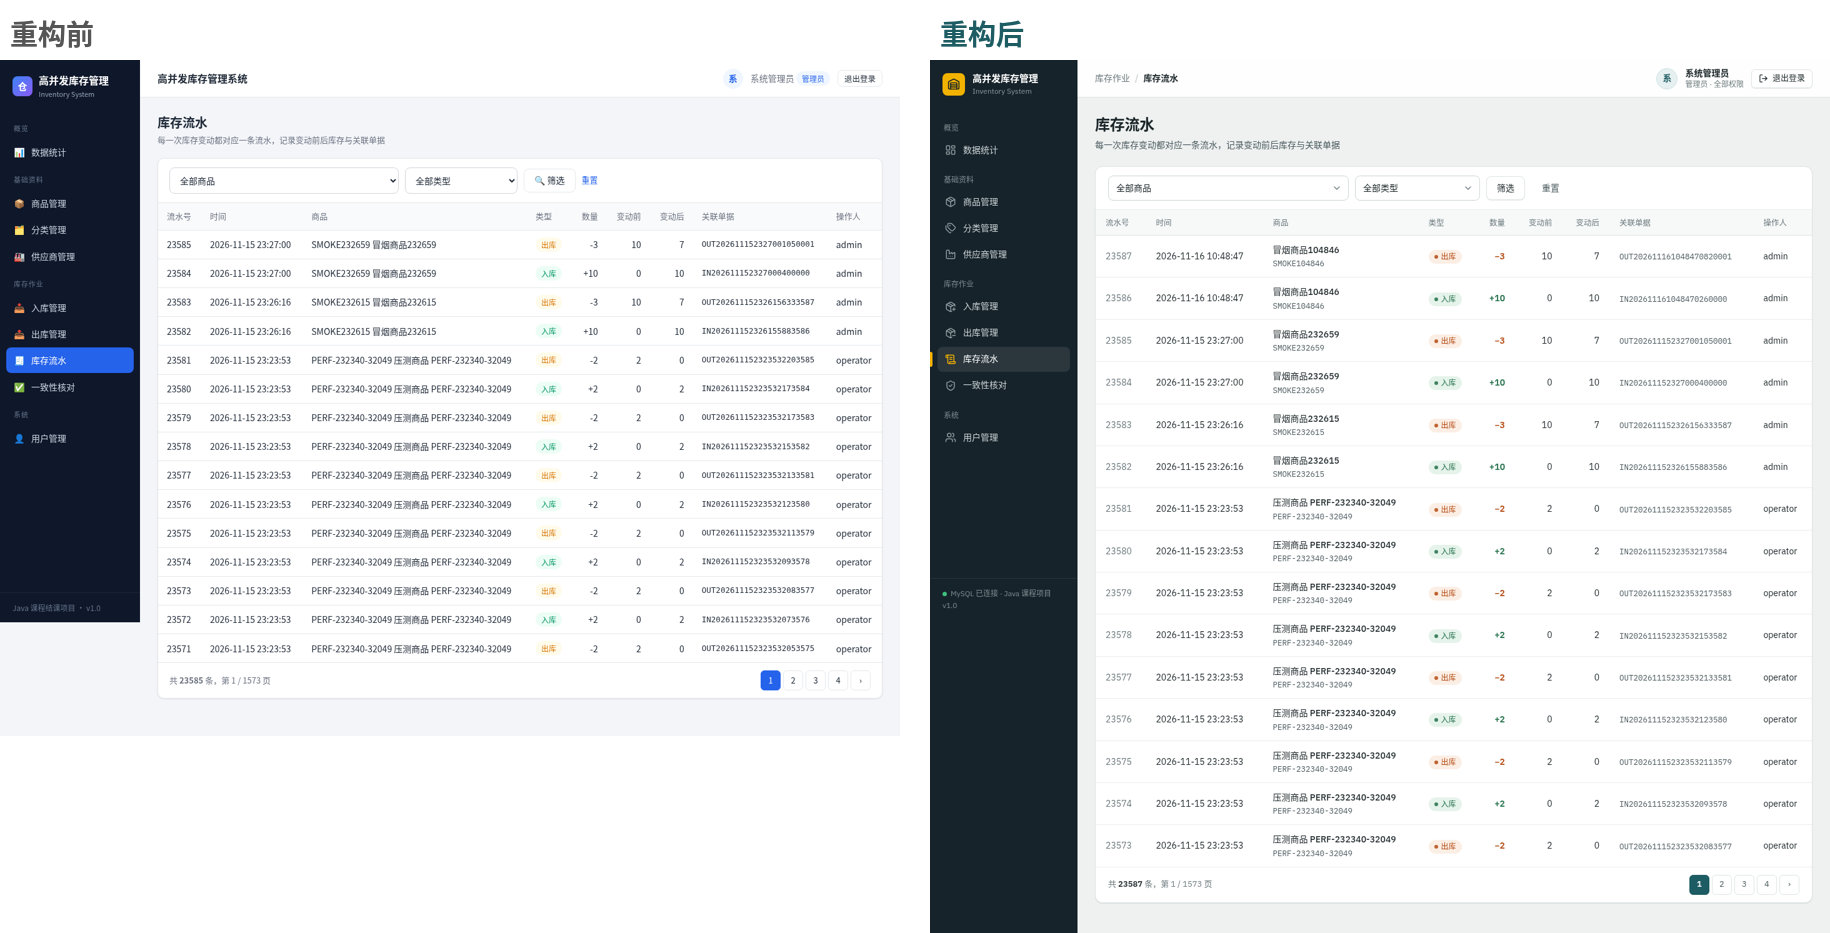 重构前
仓 高并发库存管理
Inventory System
概览
数据统计
基础资料
商品管理
分类管理
供应商管理
库存作业
入库管理
出库管理
库存流水
一致性核对
系统
用户管理
Java 课程结课项目 · v1.0
高并发库存管理系统
系 系统管理员 管理员 退出登录
库存流水
每一次库存变动都对应一条流水，记录变动前后库存与关联单据
全部商品 全部类型 筛选 重置
流水号 时间 商品 类型 数量 变动前 变动后 关联单据 操作人
23585 2026-11-15 23:27:00 SMOKE232659 冒烟商品232659 出库 -3 10 7 OUT202611152327001050001 admin
23584 2026-11-15 23:27:00 SMOKE232659 冒烟商品232659 入库 +10 0 10 IN202611152327000400000 admin
23583 2026-11-15 23:26:16 SMOKE232615 冒烟商品232615 出库 -3 10 7 OUT202611152326156333587 admin
23582 2026-11-15 23:26:16 SMOKE232615 冒烟商品232615 入库 +10 0 10 IN202611152326155883586 admin
23581 2026-11-15 23:23:53 PERF-232340-32049 压测商品 PERF-232340-32049 出库 -2 2 0 OUT202611152323532203585 operator
23580 2026-11-15 23:23:53 PERF-232340-32049 压测商品 PERF-232340-32049 入库 +2 0 2 IN202611152323532173584 operator
23579 2026-11-15 23:23:53 PERF-232340-32049 压测商品 PERF-232340-32049 出库 -2 2 0 OUT202611152323532173583 operator
23578 2026-11-15 23:23:53 PERF-232340-32049 压测商品 PERF-232340-32049 入库 +2 0 2 IN202611152323532153582 operator
23577 2026-11-15 23:23:53 PERF-232340-32049 压测商品 PERF-232340-32049 出库 -2 2 0 OUT202611152323532133581 operator
23576 2026-11-15 23:23:53 PERF-232340-32049 压测商品 PERF-232340-32049 入库 +2 0 2 IN202611152323532123580 operator
23575 2026-11-15 23:23:53 PERF-232340-32049 压测商品 PERF-232340-32049 出库 -2 2 0 OUT202611152323532113579 operator
23574 2026-11-15 23:23:53 PERF-232340-32049 压测商品 PERF-232340-32049 入库 +2 0 2 IN202611152323532093578 operator
23573 2026-11-15 23:23:53 PERF-232340-32049 压测商品 PERF-232340-32049 出库 -2 2 0 OUT202611152323532083577 operator
23572 2026-11-15 23:23:53 PERF-232340-32049 压测商品 PERF-232340-32049 入库 +2 0 2 IN202611152323532073576 operator
23571 2026-11-15 23:23:53 PERF-232340-32049 压测商品 PERF-232340-32049 出库 -2 2 0 OUT202611152323532053575 operator
共 23585 条，第 1 / 1573 页 1 2 3 4 ›
重构后
高并发库存管理
Inventory System
概览
数据统计
基础资料
商品管理
分类管理
供应商管理
库存作业
入库管理
出库管理
库存流水
一致性核对
系统
用户管理
MySQL 已连接 · Java 课程项目
v1.0
库存作业 / 库存流水
系 系统管理员
管理员 · 全部权限
退出登录
库存流水
每一次库存变动都对应一条流水，记录变动前后库存与关联单据
全部商品 全部类型 筛选 重置
流水号 时间 商品 类型 数量 变动前 变动后 关联单据 操作人
23587 2026-11-16 10:48:47 冒烟商品104846 出库 −3 10 7 OUT202611161048470820001 admin
SMOKE104846
23586 2026-11-16 10:48:47 冒烟商品104846 入库 +10 0 10 IN202611161048470260000 admin
SMOKE104846
23585 2026-11-15 23:27:00 冒烟商品232659 出库 −3 10 7 OUT202611152327001050001 admin
SMOKE232659
23584 2026-11-15 23:27:00 冒烟商品232659 入库 +10 0 10 IN202611152327000400000 admin
SMOKE232659
23583 2026-11-15 23:26:16 冒烟商品232615 出库 −3 10 7 OUT202611152326156333587 admin
SMOKE232615
23582 2026-11-15 23:26:16 冒烟商品232615 入库 +10 0 10 IN202611152326155883586 admin
SMOKE232615
23581 2026-11-15 23:23:53 压测商品 PERF-232340-32049 出库 −2 2 0 OUT202611152323532203585 operator
PERF-232340-32049
23580 2026-11-15 23:23:53 压测商品 PERF-232340-32049 入库 +2 0 2 IN202611152323532173584 operator
PERF-232340-32049
23579 2026-11-15 23:23:53 压测商品 PERF-232340-32049 出库 −2 2 0 OUT202611152323532173583 operator
PERF-232340-32049
23578 2026-11-15 23:23:53 压测商品 PERF-232340-32049 入库 +2 0 2 IN202611152323532153582 operator
PERF-232340-32049
23577 2026-11-15 23:23:53 压测商品 PERF-232340-32049 出库 −2 2 0 OUT202611152323532133581 operator
PERF-232340-32049
23576 2026-11-15 23:23:53 压测商品 PERF-232340-32049 入库 +2 0 2 IN202611152323532123580 operator
PERF-232340-32049
23575 2026-11-15 23:23:53 压测商品 PERF-232340-32049 出库 −2 2 0 OUT202611152323532113579 operator
PERF-232340-32049
23574 2026-11-15 23:23:53 压测商品 PERF-232340-32049 入库 +2 0 2 IN202611152323532093578 operator
PERF-232340-32049
23573 2026-11-15 23:23:53 压测商品 PERF-232340-32049 出库 −2 2 0 OUT202611152323532083577 operator
PERF-232340-32049
共 23587 条，第 1 / 1573 页 1 2 3 4 ›